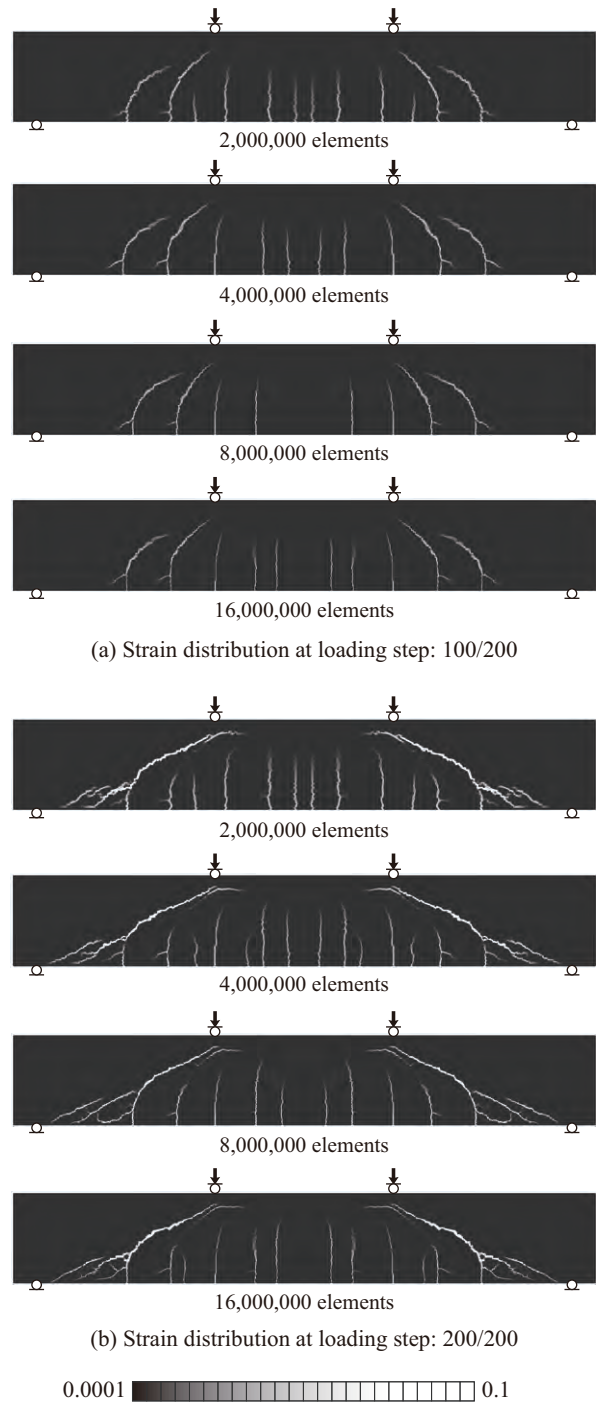 2,000,000 elements
4,000,000 elements
8,000,000 elements
16,000,000 elements
(a) Strain distribution at loading step: 100/200
2,000,000 elements
4,000,000 elements
8,000,000 elements
16,000,000 elements
(b) Strain distribution at loading step: 200/200
0.0001 0.1